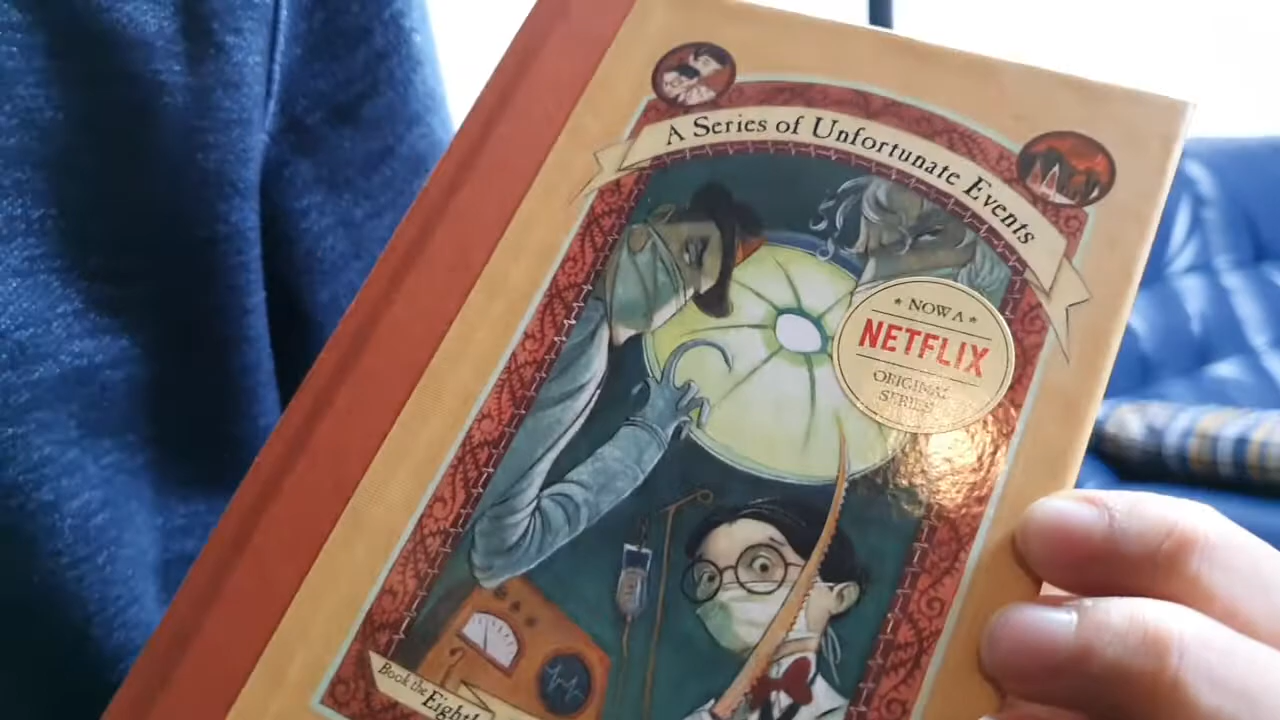 A Series of Unfortunate Events
NOW A
NETFLIX
ORIGINAL
SERIES
Book the Eighth